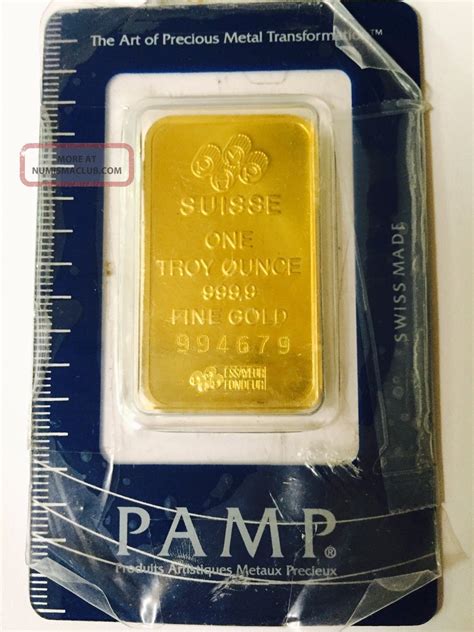 The Art of Precious Metal Transformation™
MORE AT
NUMISMACLUB.COM
SUISSE
ONE
TROY OUNCE
999,9
FINE GOLD
994679
ESSAYEUR
FONDEUR
SWISS MADE
PAMP®
Produits Artistiques Métaux Précieux